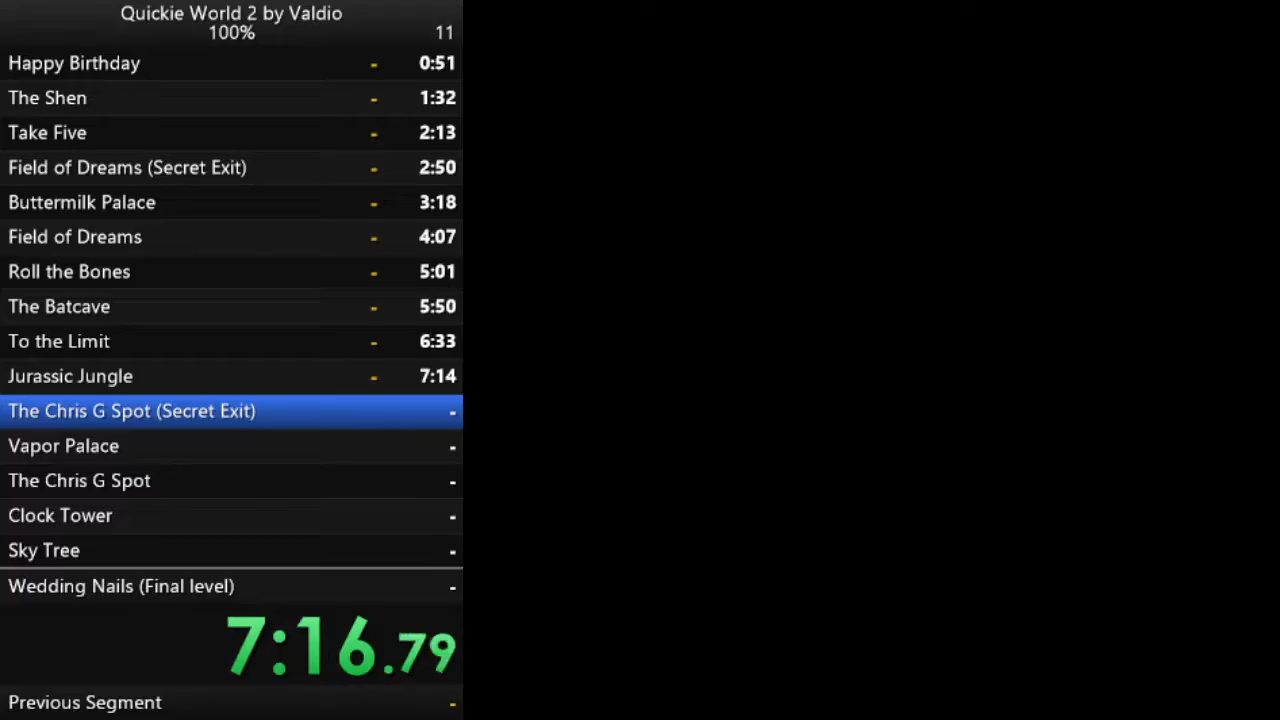 Quickie World 2 by Valdio
100% 11
Happy Birthday - 0:51
The Shen - 1:32
Take Five - 2:13
Field of Dreams (Secret Exit) - 2:50
Buttermilk Palace - 3:18
Field of Dreams - 4:07
Roll the Bones - 5:01
The Batcave - 5:50
To the Limit - 6:33
Jurassic Jungle - 7:14
The Chris G Spot (Secret Exit) -
Vapor Palace -
The Chris G Spot -
Clock Tower -
Sky Tree -
Wedding Nails (Final level) -
7:16.79
Previous Segment -